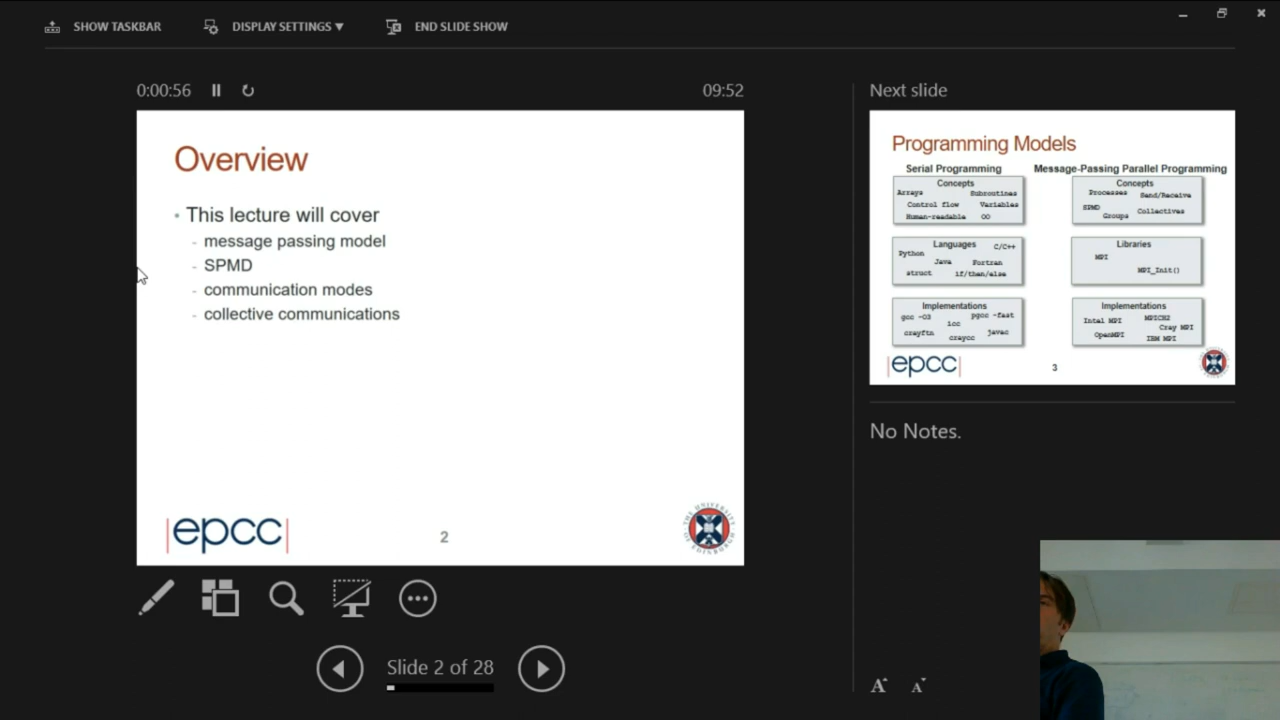 SHOW TASKBAR DISPLAY SETTINGS ▼ END SLIDE SHOW
0:00:56 09:52
Overview
• This lecture will cover
- message passing model
- SPMD
- communication modes
- collective communications
|epcc| 2
THE UNIVERSITY OF EDINBURGH
Slide 2 of 28
Next slide
Programming Models
Serial Programming Message-Passing Parallel Programming
Concepts Concepts
Arrays Subroutines Processes Send/Receive
Control flow Variables SPMD Collectives
Human-readable OO Groups
Languages Libraries
Python C/C++ MPI
Java Fortran MPI_Init()
struct if/then/else
Implementations Implementations
gcc -O3 pgcc -fast Intel MPI MPICH2
icc Cray MPI
crayftn javac OpenMPI
craycc IBM MPI
|epcc| 3
No Notes.
A A